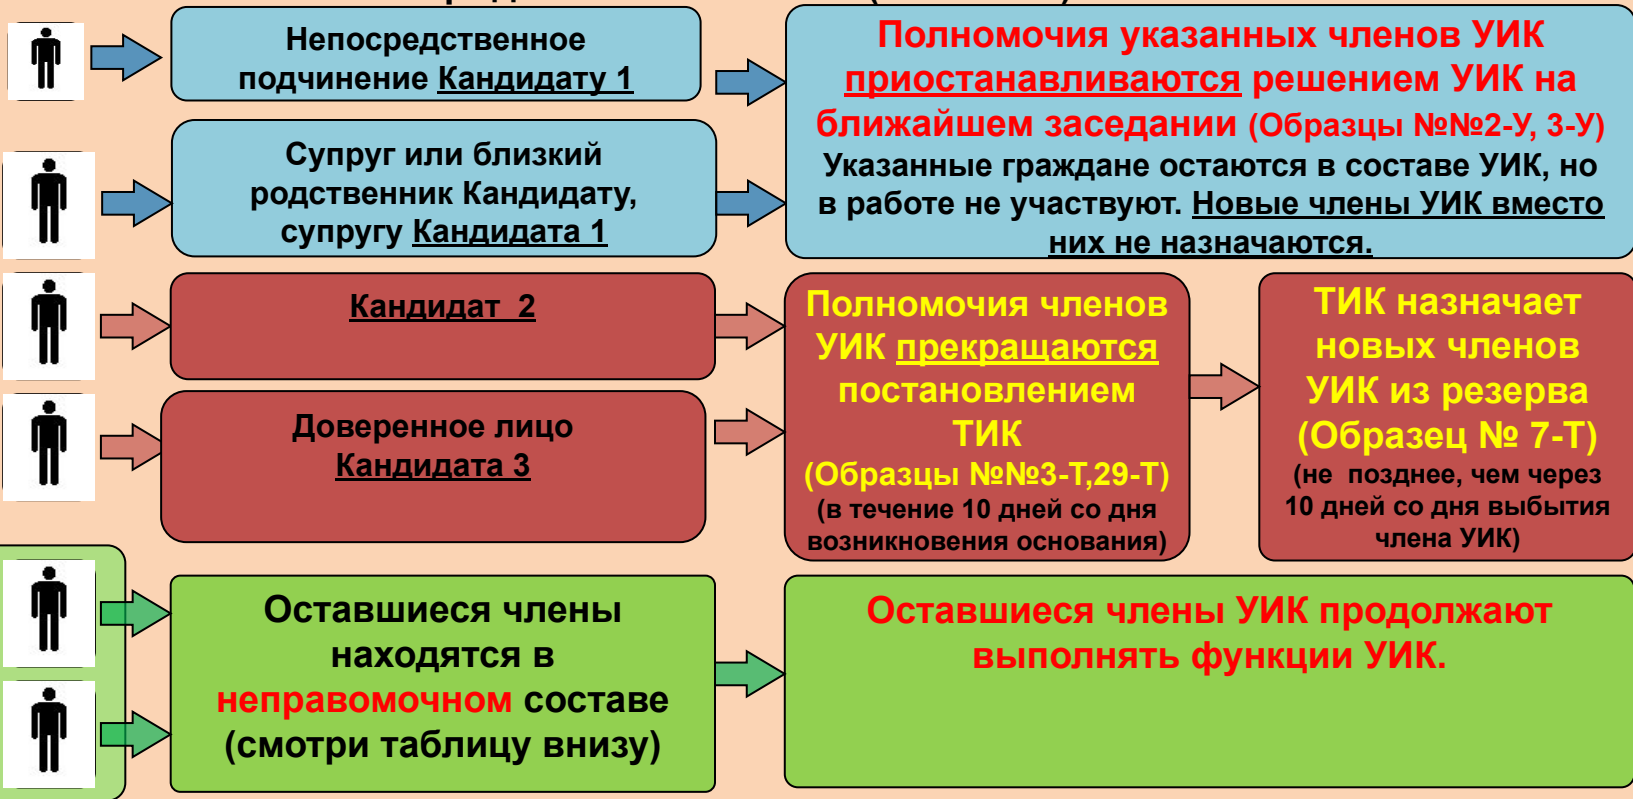 Непосредственное
подчинение Кандидату 1
Полномочия указанных членов УИК
приостанавливаются решением УИК на
ближайшем заседании (Образцы №№2-У, 3-У)
Указанные граждане остаются в составе УИК, но
в работе не участвуют. Новые члены УИК вместо
них не назначаются.
Супруг или близкий
родственник Кандидату,
супругу Кандидата 1
Кандидат 2
Доверенное лицо
Кандидата 3
Полномочия членов
УИК прекращаются
постановлением
ТИК
(Образцы №№3-Т,29-Т)
(в течение 10 дней со дня
возникновения основания)
ТИК назначает
новых членов
УИК из резерва
(Образец № 7-Т)
(не позднее, чем через
10 дней со дня выбытия
члена УИК)
Оставшиеся члены
находятся в
неправомочном составе
(смотри таблицу внизу)
Оставшиеся члены УИК продолжают
выполнять функции УИК.